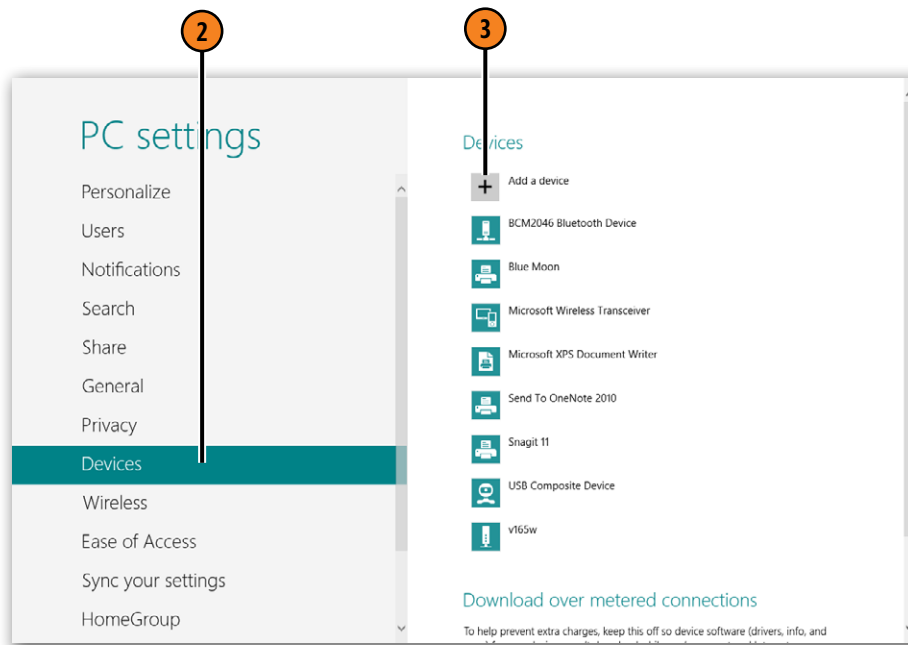 2
3
PC settings
Personalize
Users
Notifications
Search
Share
General
Privacy
Devices
Wireless
Ease of Access
Sync your settings
HomeGroup
Devices
Add a device
BCM2046 Bluetooth Device
Blue Moon
Microsoft Wireless Transceiver
Microsoft XPS Document Writer
Send To OneNote 2010
Snagit 11
USB Composite Device
v165w
Download over metered connections
To help prevent extra charges, keep this off so device software (drivers, info, and